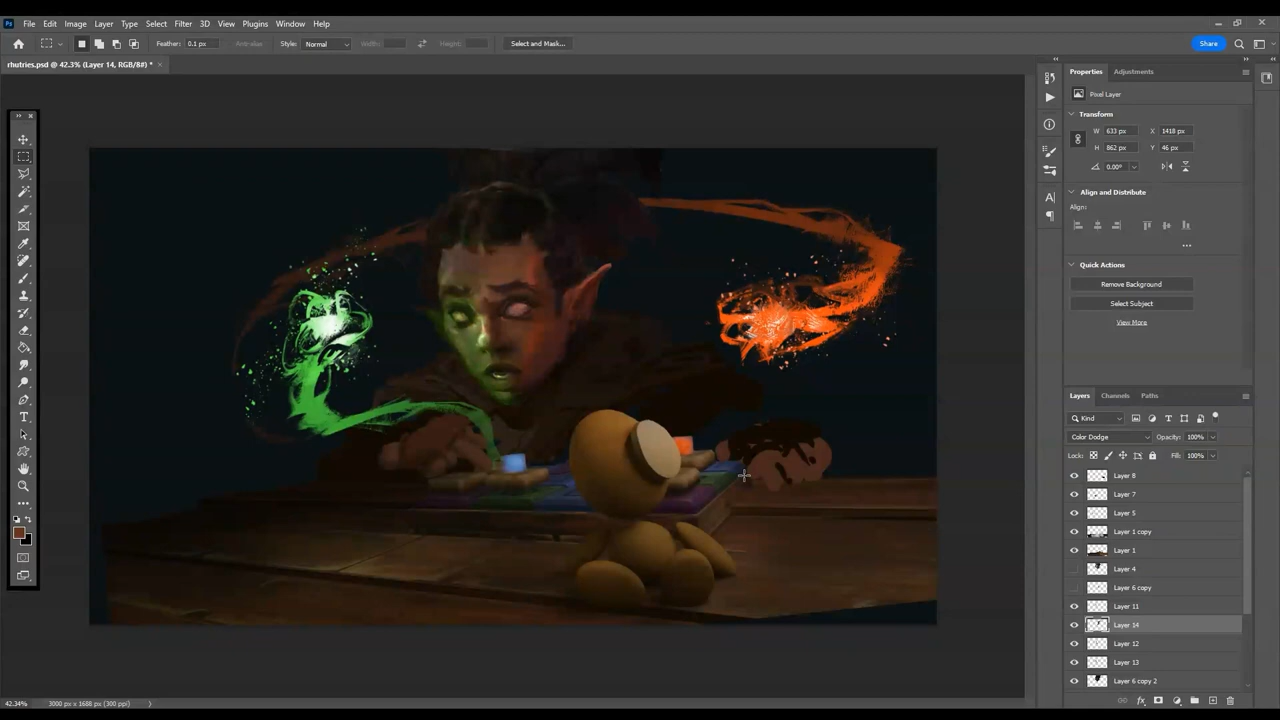 Ps File Edit Image Layer Type Select Filter 3D View Plugins Window Help
Feather: 0.1 px Anti-alias Style: Normal Width: Height: Select and Mask... Share
rhutries.psd @ 42.3% (Layer 14, RGB/8#) * ×
Properties Adjustments
Pixel Layer
Transform
W 633 px X 1418 px
H 862 px Y 46 px
0.00°
Align and Distribute
Align:
Quick Actions
Remove Background
Select Subject
View More
Layers Channels Paths
Kind
Color Dodge Opacity: 100%
Lock: Fill: 100%
Layer 8
Layer 7
Layer 5
Layer 1 copy
Layer 1
Layer 4
Layer 6 copy
Layer 11
Layer 14
Layer 12
Layer 13
Layer 6 copy 2
42.34% 3000 px x 1688 px (300 ppi)